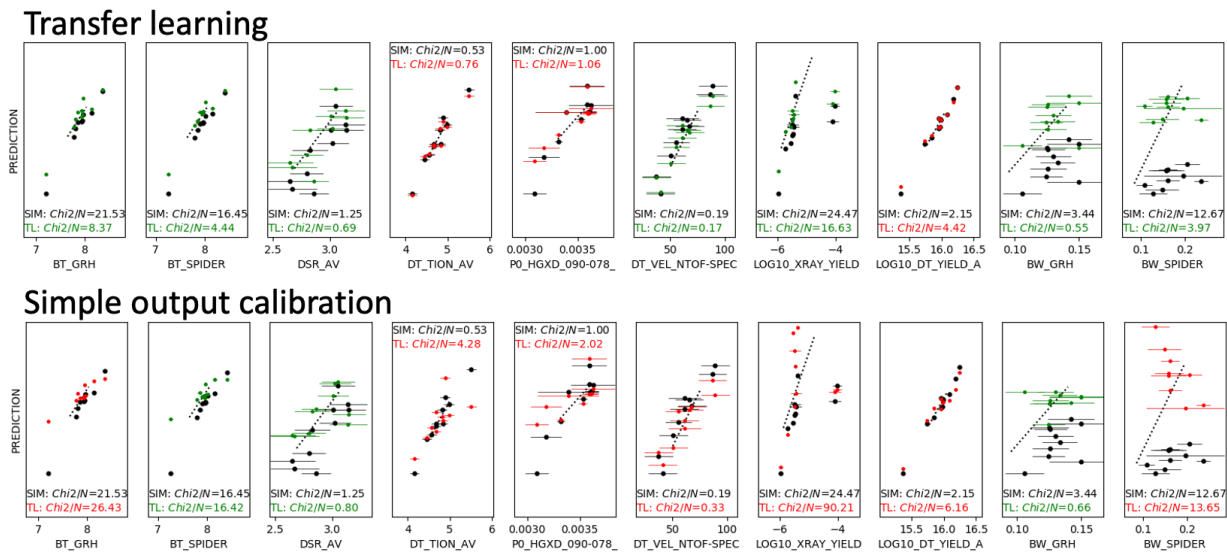 Transfer learning
PREDICTION
SIM: Chi2/N=21.53
TL: Chi2/N=8.37
7 8
BT_GRH
SIM: Chi2/N=16.45
TL: Chi2/N=4.44
8
BT_SPIDER
SIM: Chi2/N=1.25
TL: Chi2/N=0.69
2.5 3.0
DSR_AV
SIM: Chi2/N=0.53
TL: Chi2/N=0.76
4 5 6
DT_TION_AV
SIM: Chi2/N=1.00
TL: Chi2/N=1.06
0.0030 0.0035
P0_HGXD_090-078_
SIM: Chi2/N=0.19
TL: Chi2/N=0.17
50 100
DT_VEL_NTOF-SPEC
SIM: Chi2/N=24.47
TL: Chi2/N=16.63
−6 −4
LOG10_XRAY_YIELD
SIM: Chi2/N=2.15
TL: Chi2/N=4.42
15.5 16.0 16.5
LOG10_DT_YIELD_A
SIM: Chi2/N=3.44
TL: Chi2/N=0.55
0.10 0.15
BW_GRH
SIM: Chi2/N=12.67
TL: Chi2/N=3.97
0.1 0.2
BW_SPIDER
Simple output calibration
PREDICTION
SIM: Chi2/N=21.53
TL: Chi2/N=26.43
7 8
BT_GRH
SIM: Chi2/N=16.45
TL: Chi2/N=16.42
8
BT_SPIDER
SIM: Chi2/N=1.25
TL: Chi2/N=0.80
2.5 3.0
DSR_AV
SIM: Chi2/N=0.53
TL: Chi2/N=4.28
4 5 6
DT_TION_AV
SIM: Chi2/N=1.00
TL: Chi2/N=2.02
0.0030 0.0035
P0_HGXD_090-078_
SIM: Chi2/N=0.19
TL: Chi2/N=0.33
50 100
DT_VEL_NTOF-SPEC
SIM: Chi2/N=24.47
TL: Chi2/N=90.21
−6 −4
LOG10_XRAY_YIELD
SIM: Chi2/N=2.15
TL: Chi2/N=6.16
15.5 16.0 16.5
LOG10_DT_YIELD_A
SIM: Chi2/N=3.44
TL: Chi2/N=0.66
0.10 0.15
BW_GRH
SIM: Chi2/N=12.67
TL: Chi2/N=13.65
0.1 0.2
BW_SPIDER